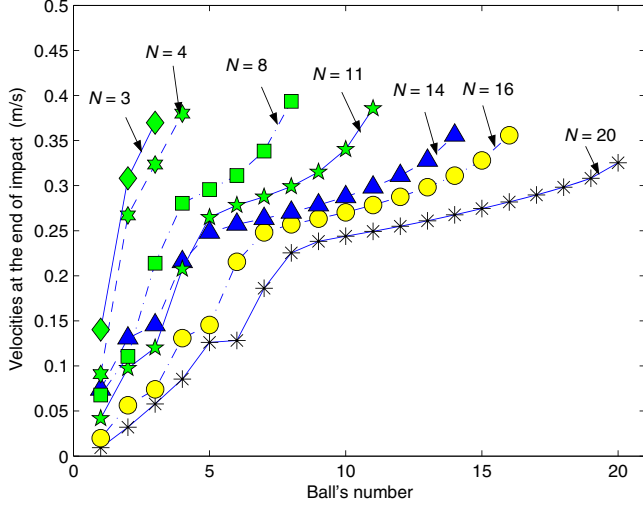 0.5
0.45
0.4
0.35
0.3
0.25
0.2
0.15
0.1
0.05
0
Velocities at the end of impact (m/s)
N = 3
N = 4
N = 8
N = 11
N = 14
N = 16
N = 20
0 5 10 15 20
Ball's number